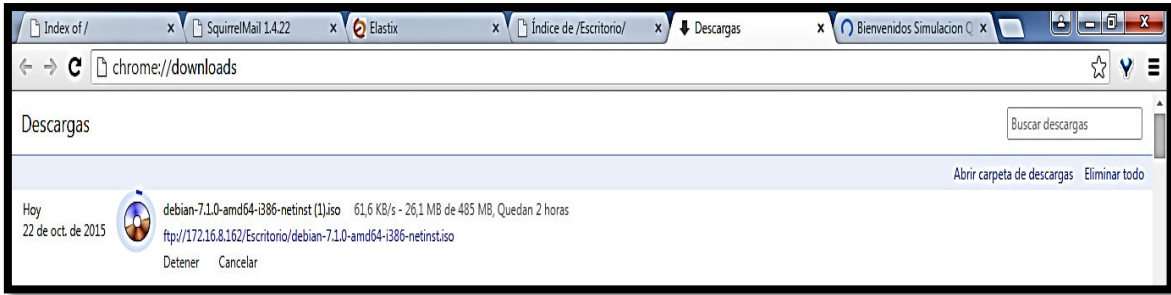 Index of /
SquirrelMail 1.4.22
Elastix
Índice de /Escritorio/
Descargas
Bienvenidos Simulacion Q
chrome://downloads
Descargas
Buscar descargas
Abrir carpeta de descargas Eliminar todo
Hoy
22 de oct. de 2015
debian-7.1.0-amd64-i386-netinst (1).iso 61,6 KB/s - 26,1 MB de 485 MB, Quedan 2 horas
ftp://172.16.8.162/Escritorio/debian-7.1.0-amd64-i386-netinst.iso
Detener Cancelar